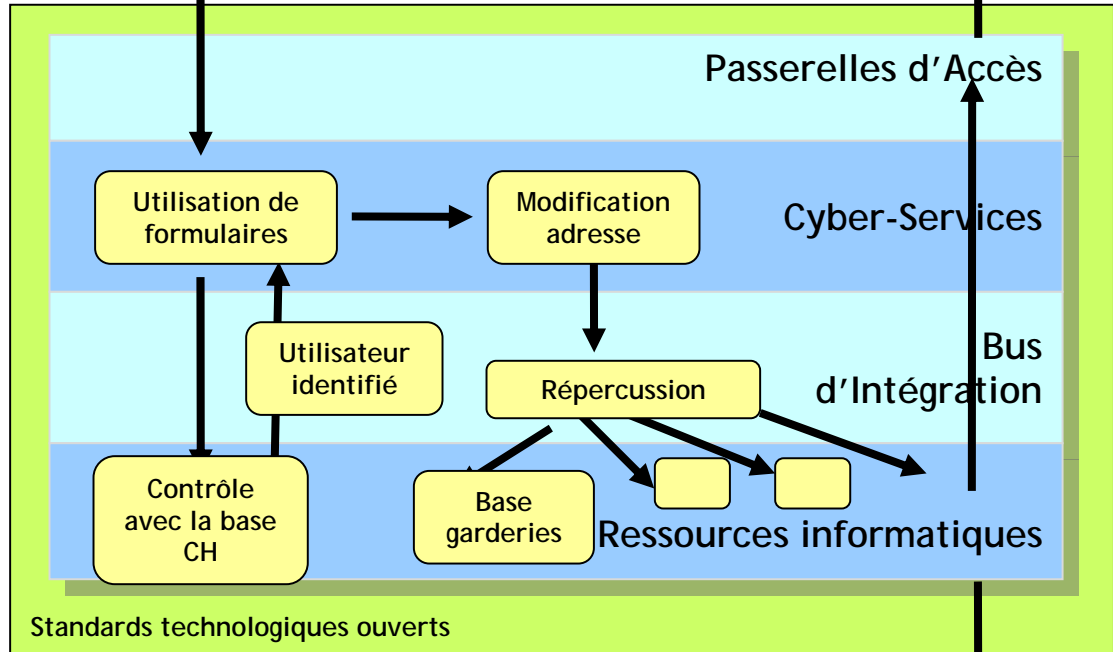 Passerelles d'Accès
Utilisation de
formulaires
Modification
adresse
Cyber-Services
Utilisateur
identifié
Répercussion
Bus
d'Intégration
Contrôle
avec la base
CH
Base
garderies
Ressources informatiques
Standards technologiques ouverts